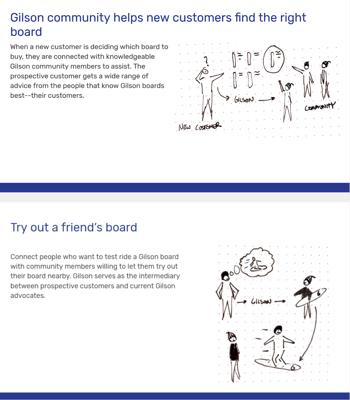 Gilson community helps new customers find the right
board
When a new customer is deciding which board to
buy, they are connected with knowledgeable
Gilson community members to assist. The
prospective customer gets a wide range of
advice from the people that know Gilson boards
best--their customers.
?
GILSON
NEW CUSTOMER
COMMUNITY
Try out a friend's board
Connect people who want to test ride a Gilson board
with community members willing to let them try out
their board nearby. Gilson serves as the intermediary
between prospective customers and current Gilson
advocates.
GILSON